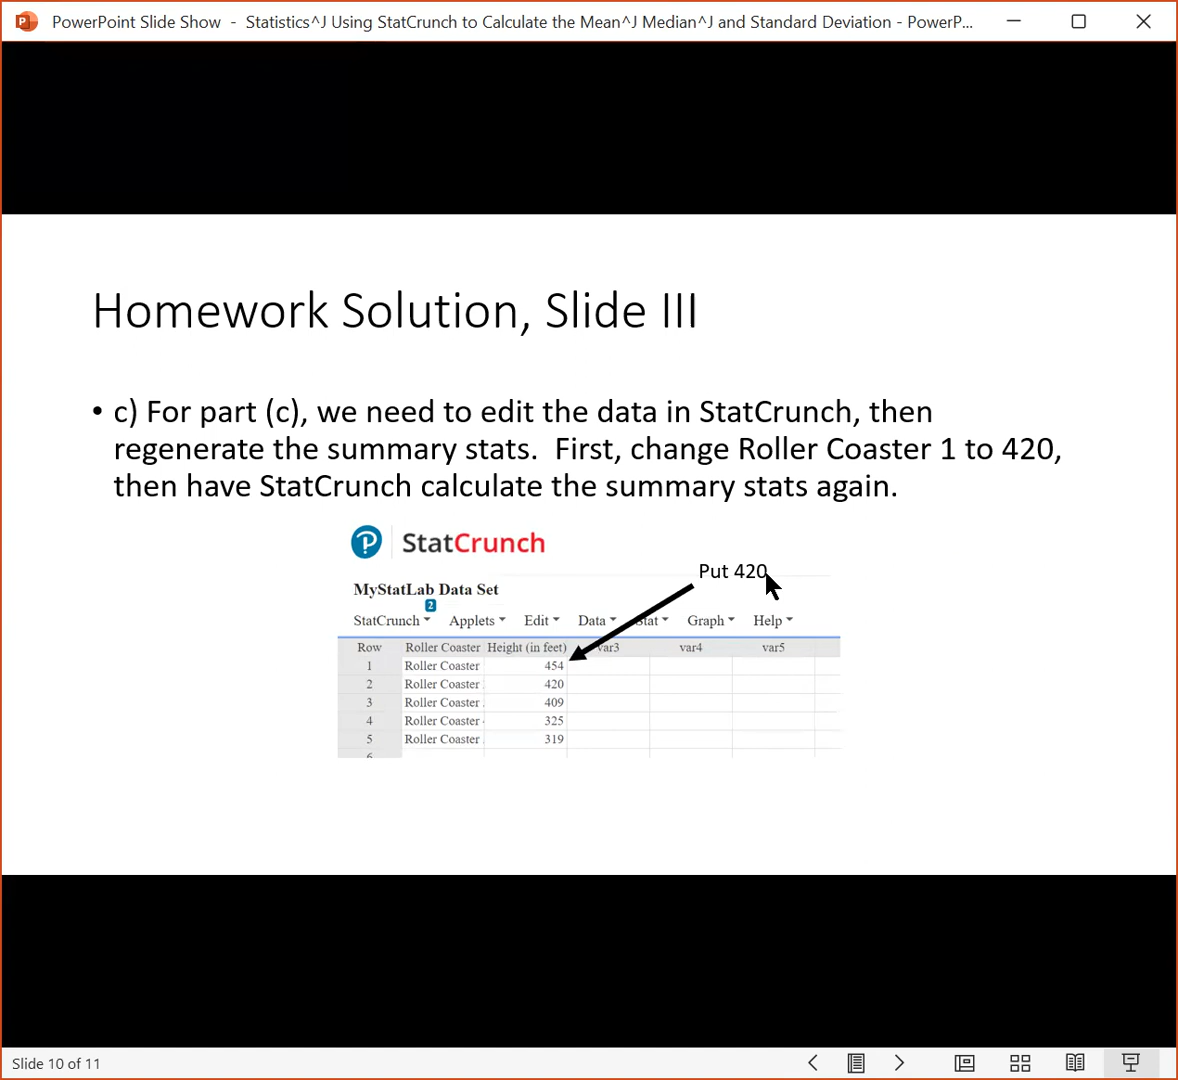 PowerPoint Slide Show - Statistics^J Using StatCrunch to Calculate the Mean^J Median^J and Standard Deviation - PowerP...
Homework Solution, Slide III
• c) For part (c), we need to edit the data in StatCrunch, then
regenerate the summary stats. First, change Roller Coaster 1 to 420,
then have StatCrunch calculate the summary stats again.
StatCrunch
Put 420
MyStatLab Data Set
2
StatCrunch Applets Edit Data Stat Graph Help
Row Roller Coaster Height (in feet) var3 var4 var5
1 Roller Coaster 454
2 Roller Coaster 420
3 Roller Coaster 409
4 Roller Coaster 325
5 Roller Coaster 319
6
Slide 10 of 11